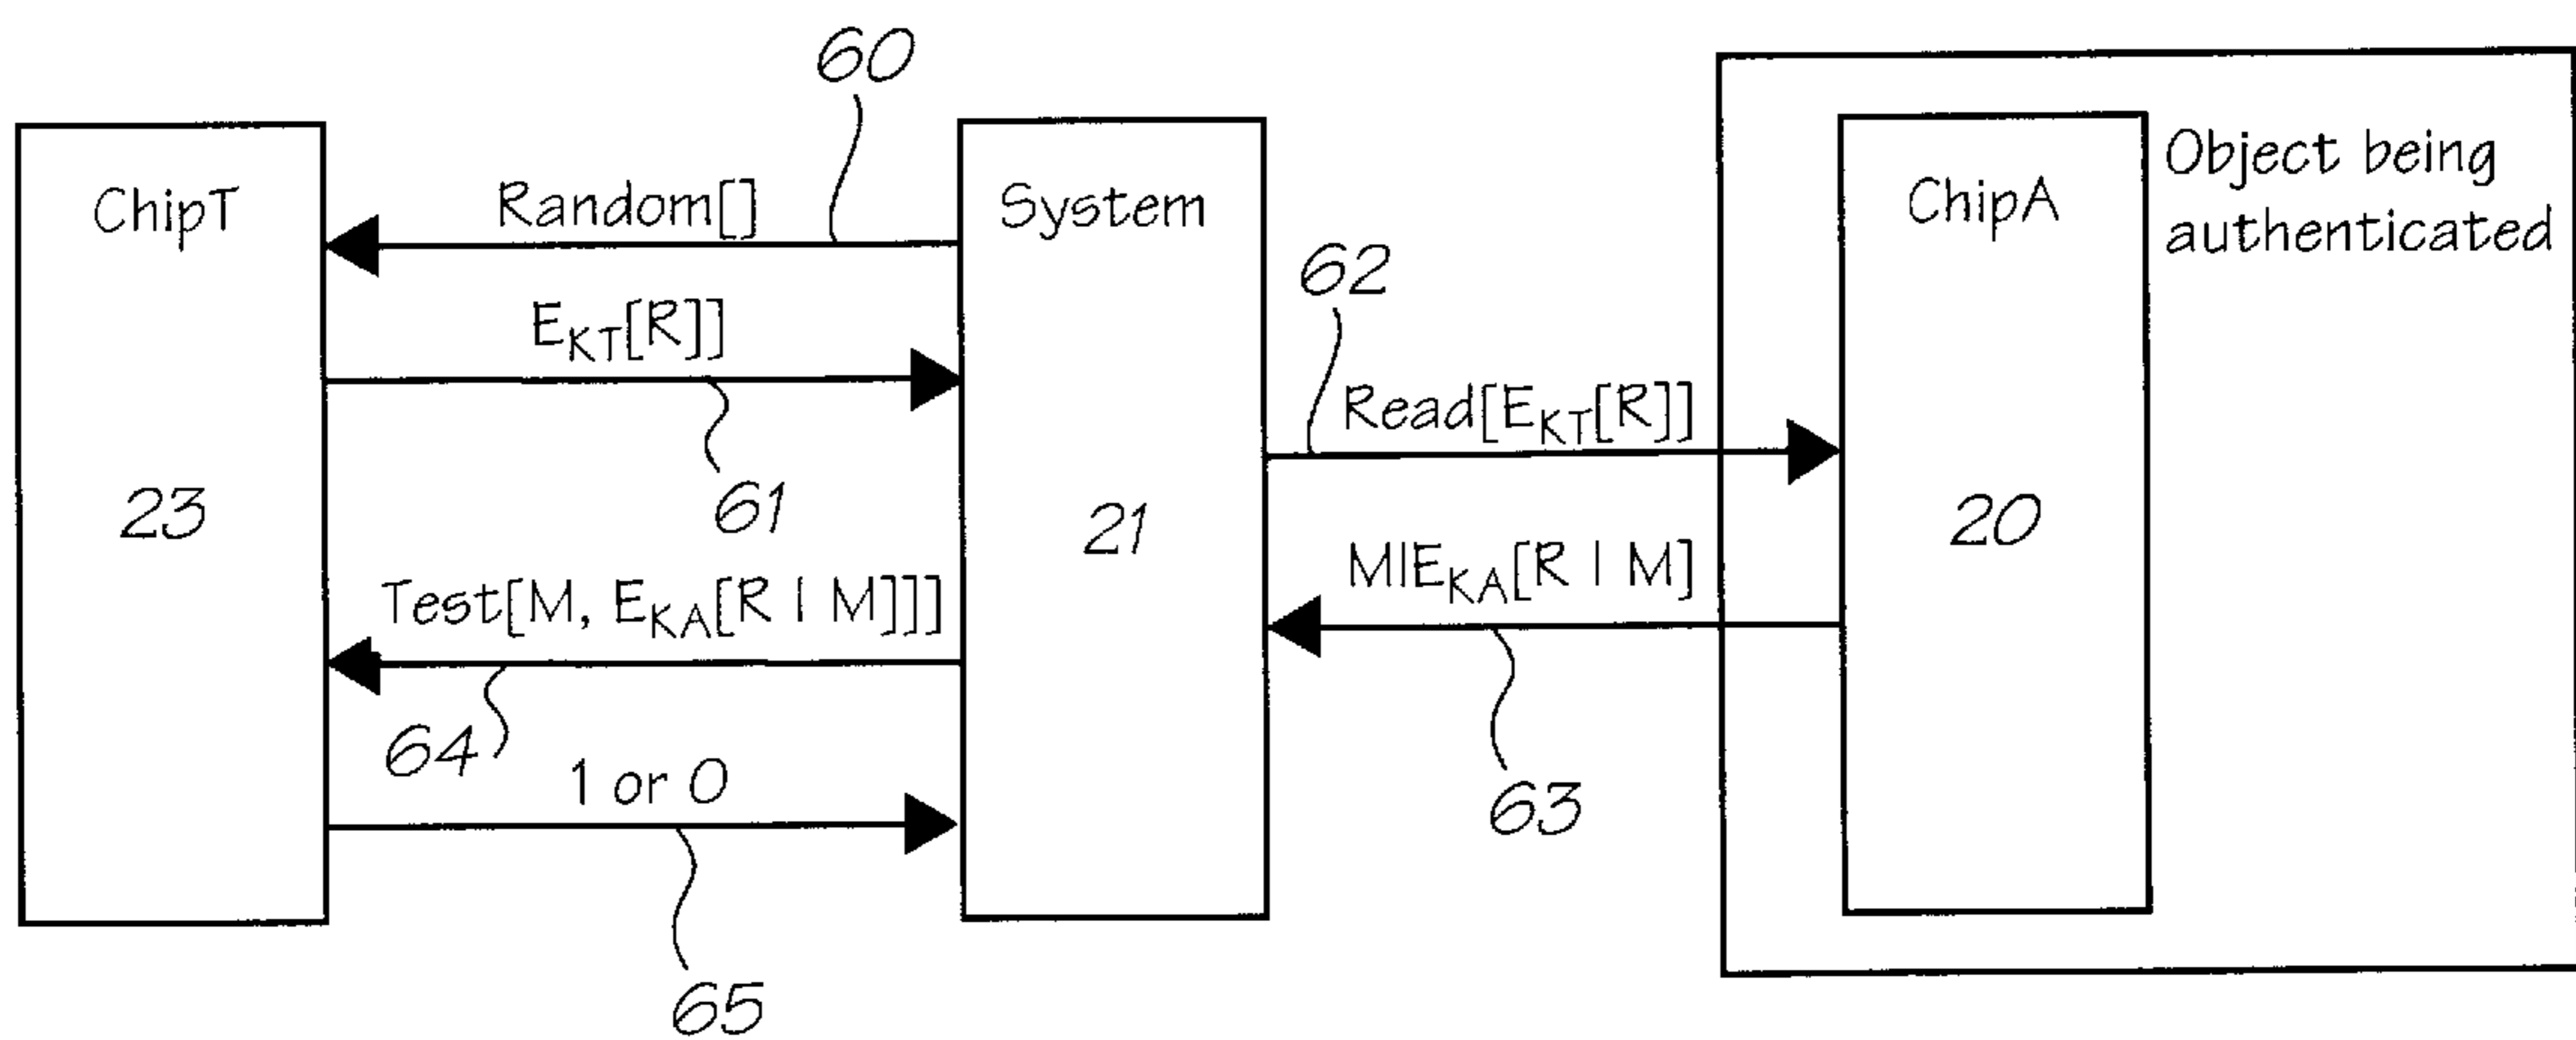 60
ChipT
Random[]
System
ChipA
Object being
authenticated
E_KT[R]]
62
Read[E_KT[R]]
61
23
21
20
MIE_KA[R | M]
Test[M, E_KA[R | M]]]
64
1 or 0
63
65